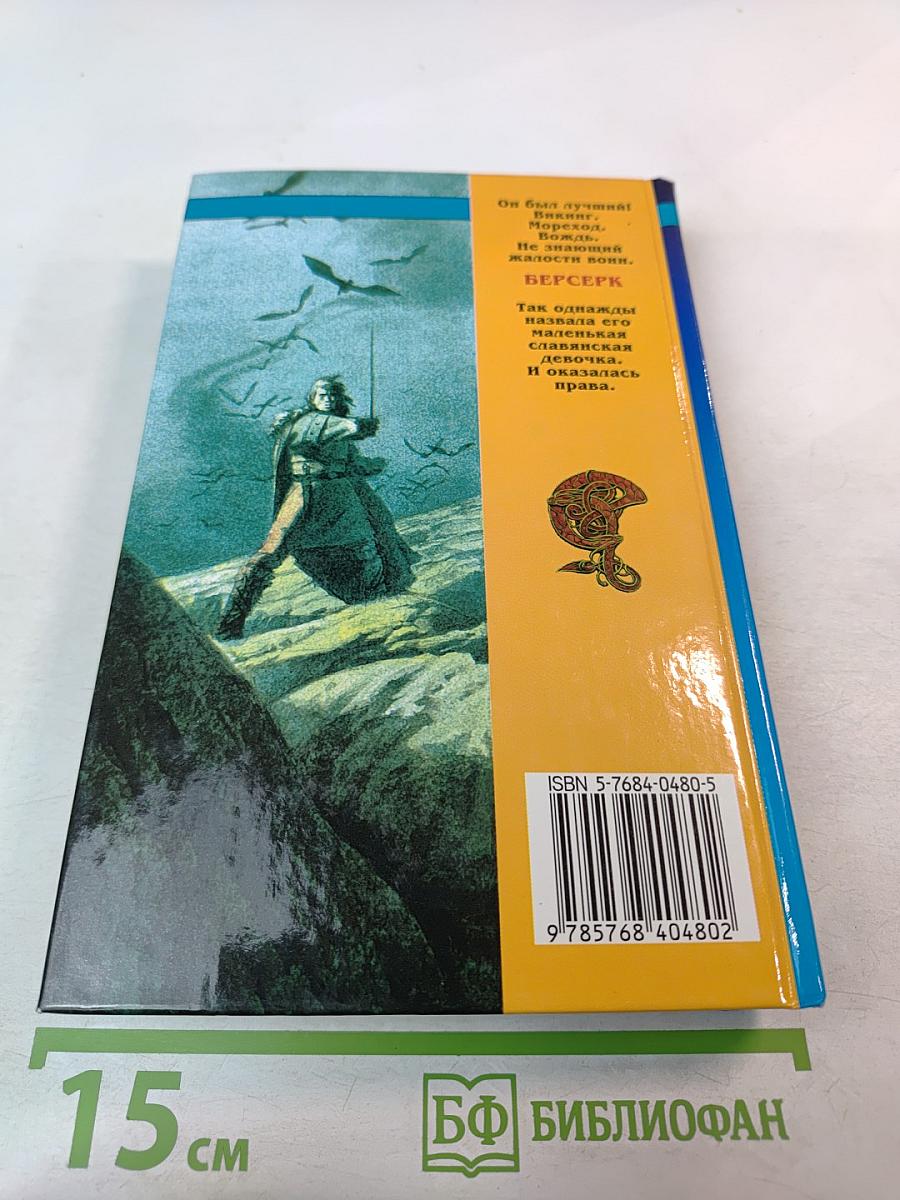 Он был лучший!
Викинг.
Мореход.
Вождь.
Не знающий
жалости воин.
БЕРСЕРК
Так однажды
назвала его
маленькая
славянская
девочка.
И оказалась
права.
ISBN 5-7684-0480-5
9 785768 404802
15 см
БФ БИБЛИОФАН